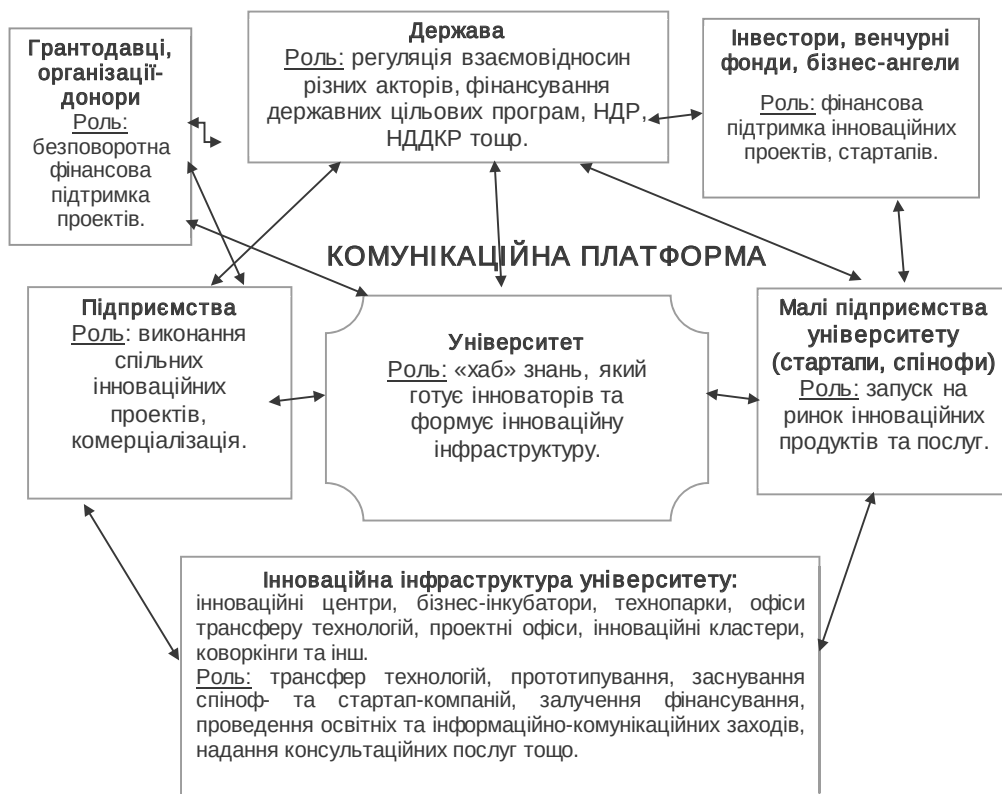 Грантодавці,
організації-
донори
Роль:
безповоротна
фінансова
підтримка
проектів.
Держава
Роль: регуляція взаємовідносин
різних акторів, фінансування
державних цільових програм, НДР,
НДДКР тощо.
Інвестори, венчурні
фонди, бізнес-ангели
Роль: фінансова
підтримка інноваційних
проектів, стартапів.
КОМУНІКАЦІЙНА ПЛАТФОРМА
Підприємства
Роль: виконання
спільних
інноваційних
проектів,
комерціалізація.
Університет
Роль: «хаб» знань, який
готує інноваторів та
формує інноваційну
інфраструктуру.
Малі підприємства
університету
(стартапи, спінофи)
Роль: запуск на
ринок інноваційних
продуктів та послуг.
Інноваційна інфраструктура університету:
інноваційні центри, бізнес-інкубатори, технопарки, офіси
трансферу технологій, проектні офіси, інноваційні кластери,
коворкінги та інш.
Роль: трансфер технологій, прототипування, заснування
спіноф- та стартап-компаній, залучення фінансування,
проведення освітніх та інформаційно-комунікаційних заходів,
надання консультаційних послуг тощо.